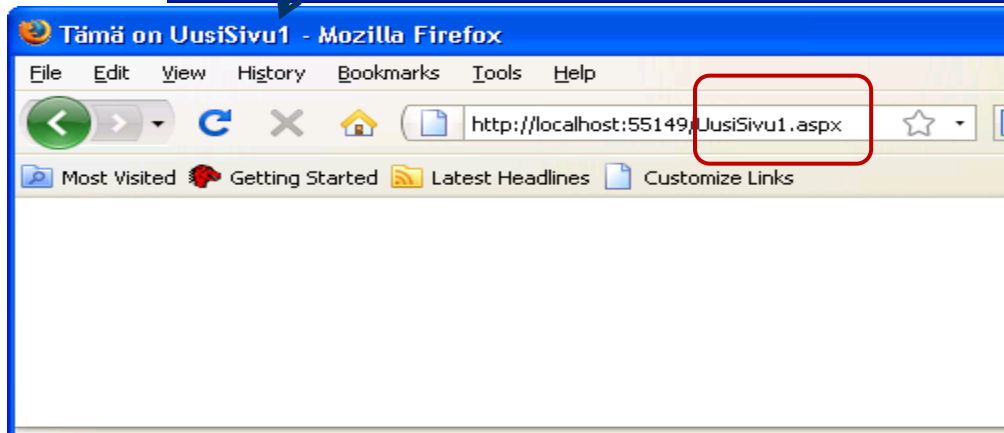 Tämä on UusiSivu1 - Mozilla Firefox
File Edit View History Bookmarks Tools Help
http://localhost:55149/UusiSivu1.aspx
Most Visited Getting Started Latest Headlines Customize Links